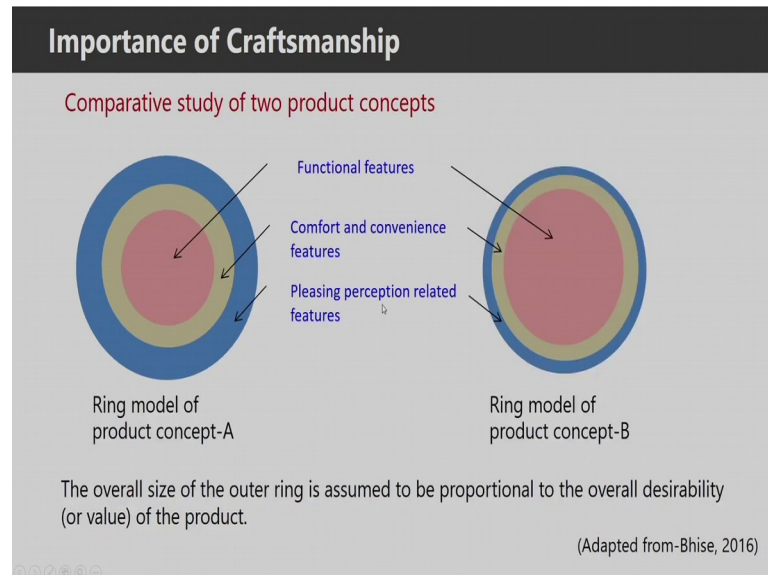 Importance of Craftsmanship
Comparative study of two product concepts
Functional features
Comfort and convenience
features
Pleasing perception related
features
Ring model of
product concept-A
Ring model of
product concept-B
The overall size of the outer ring is assumed to be proportional to the overall desirability
(or value) of the product.
(Adapted from-Bhise, 2016)